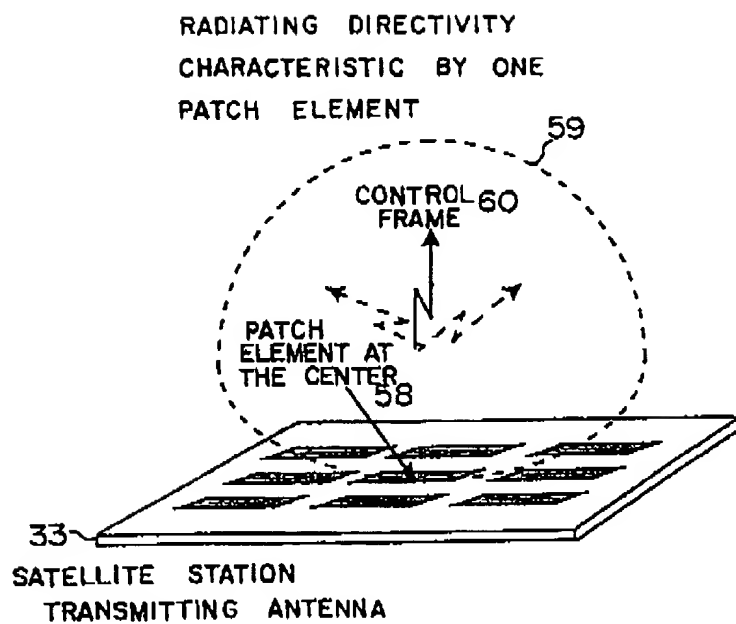 RADIATING DIRECTIVITY
CHARACTERISTIC BY ONE
PATCH ELEMENT
59
CONTROL 60
FRAME
PATCH
ELEMENT AT
THE CENTER
58
33
SATELLITE STATION
TRANSMITTING ANTENNA